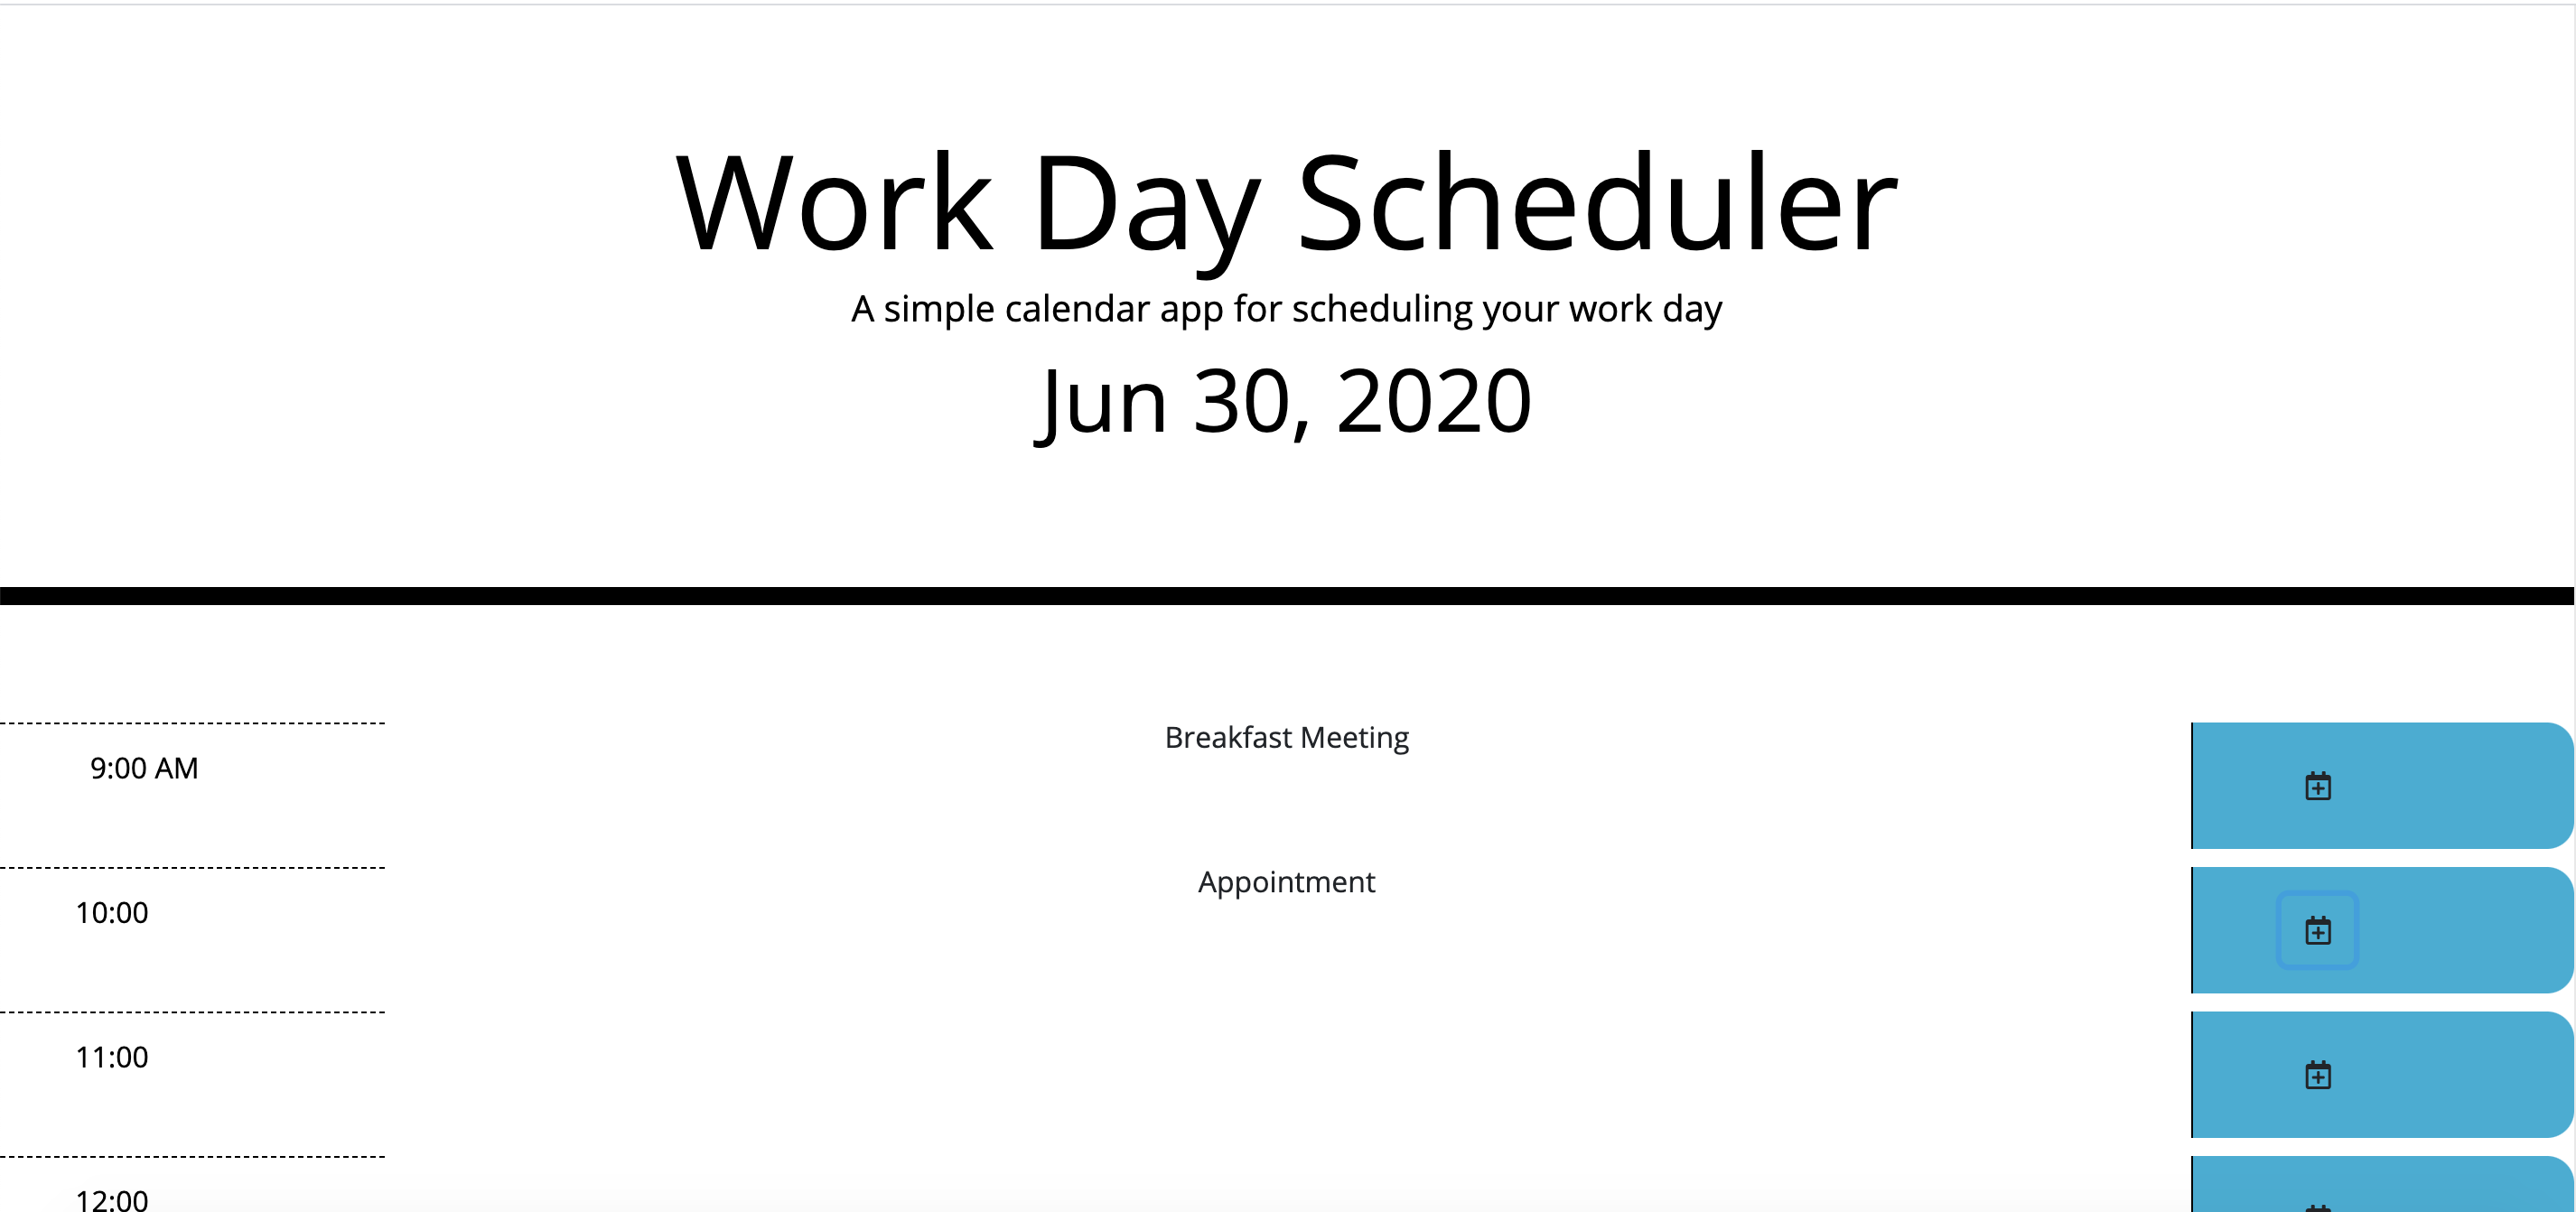 Work Day Scheduler
A simple calendar app for scheduling your work day
Jun 30, 2020
9:00 AM
Breakfast Meeting
10:00
Appointment
11:00
12:00